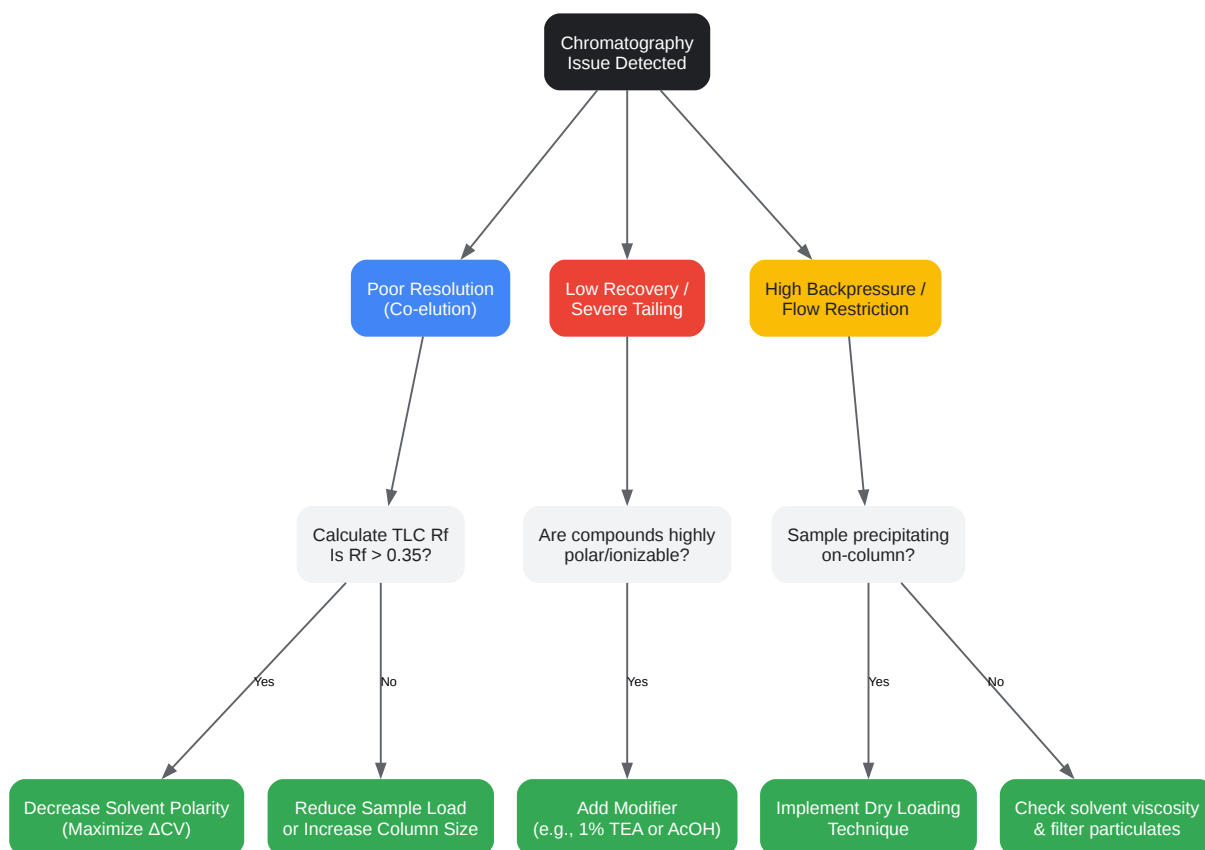 Chromatography
Issue Detected
Poor Resolution
(Co-elution)
Low Recovery /
Severe Tailing
High Backpressure /
Flow Restriction
Calculate TLC Rf
Is Rf > 0.35?
Are compounds highly
polar/ionizable?
Sample precipitating
on-column?
Yes
No
Yes
Yes
No
Decrease Solvent Polarity
(Maximize ΔCV)
Reduce Sample Load
or Increase Column Size
Add Modifier
(e.g., 1% TEA or AcOH)
Implement Dry Loading
Technique
Check solvent viscosity
& filter particulates